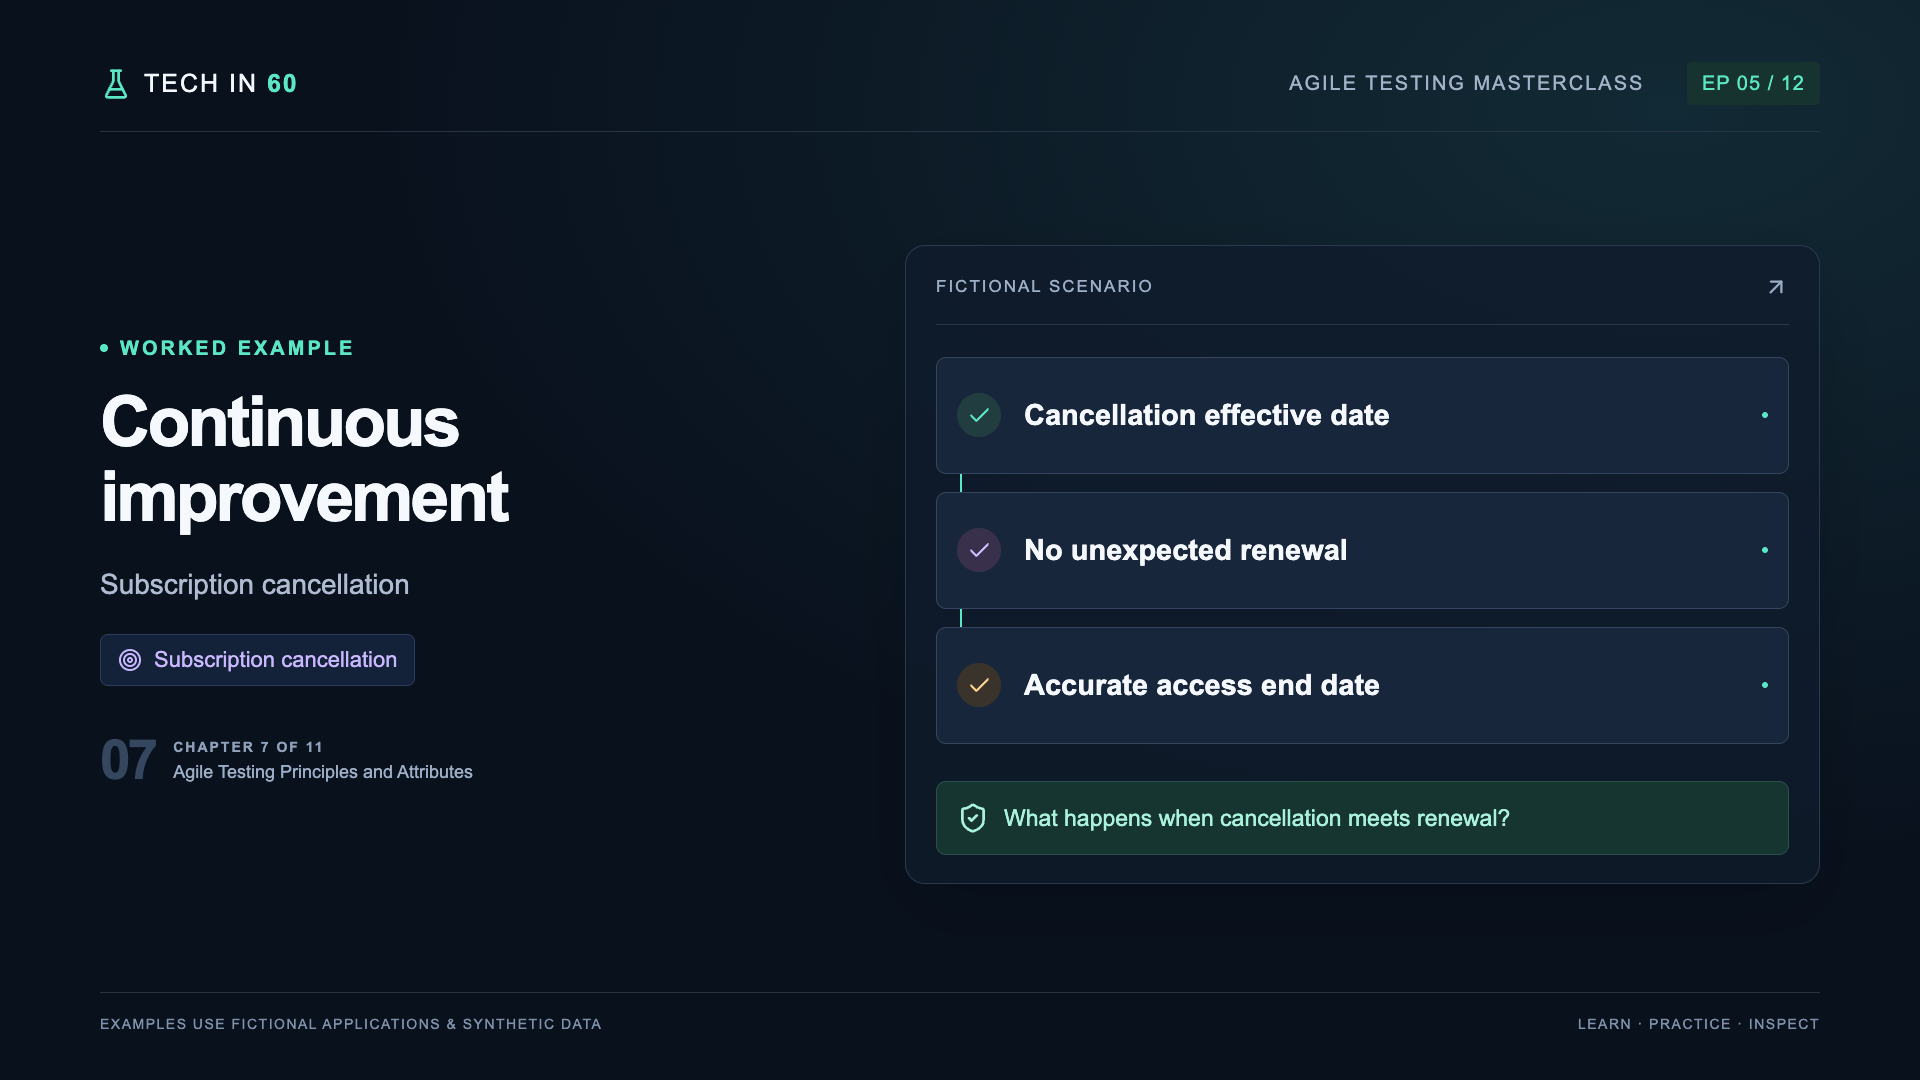 TECH IN 60
AGILE TESTING MASTERCLASS
EP 05 / 12
• WORKED EXAMPLE
Continuous
improvement
Subscription cancellation
Subscription cancellation
07
CHAPTER 7 OF 11
Agile Testing Principles and Attributes
FICTIONAL SCENARIO
Cancellation effective date
No unexpected renewal
Accurate access end date
What happens when cancellation meets renewal?
EXAMPLES USE FICTIONAL APPLICATIONS & SYNTHETIC DATA
LEARN · PRACTICE · INSPECT